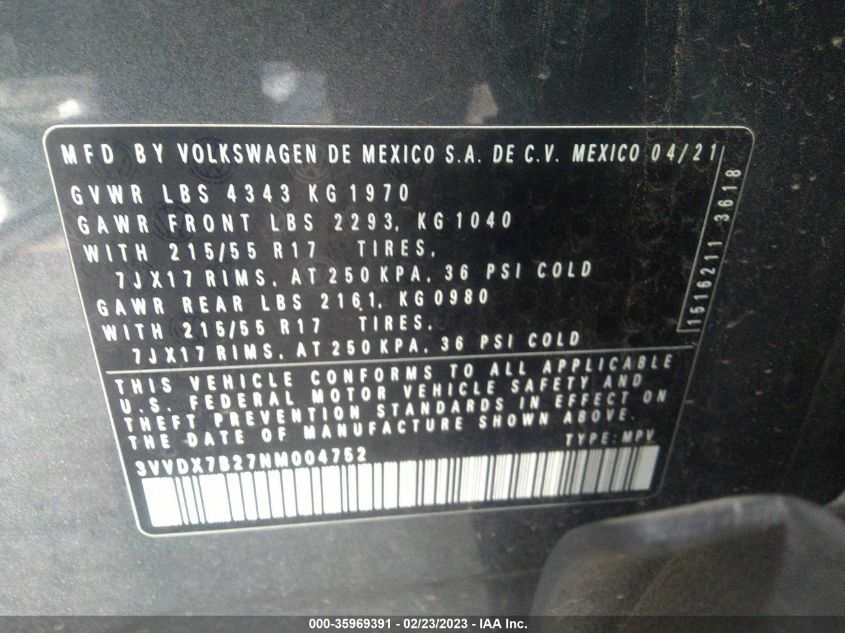 MFD BY VOLKSWAGEN DE MEXICO S.A. DE C.V. MEXICO 04/21
GVWR LBS 4343 KG 1970
GAWR FRONT LBS 2293, KG 1040
WITH 215/55 R17 TIRES,
7JX17 RIMS, AT 250 KPA, 36 PSI COLD
GAWR REAR LBS 2161, KG 0980
WITH 215/55 R17 TIRES,
7JX17 RIMS, AT 250 KPA, 36 PSI COLD
1516211 3618
THIS VEHICLE CONFORMS TO ALL APPLICABLE
U.S. FEDERAL MOTOR VEHICLE SAFETY AND
THEFT PREVENTION STANDARDS IN EFFECT ON
THE DATE OF MANUFACTURE SHOWN ABOVE.
TYPE: MPV
3VVDX7B27NM004752
000-35969391 - 02/23/2023 - IAA Inc.